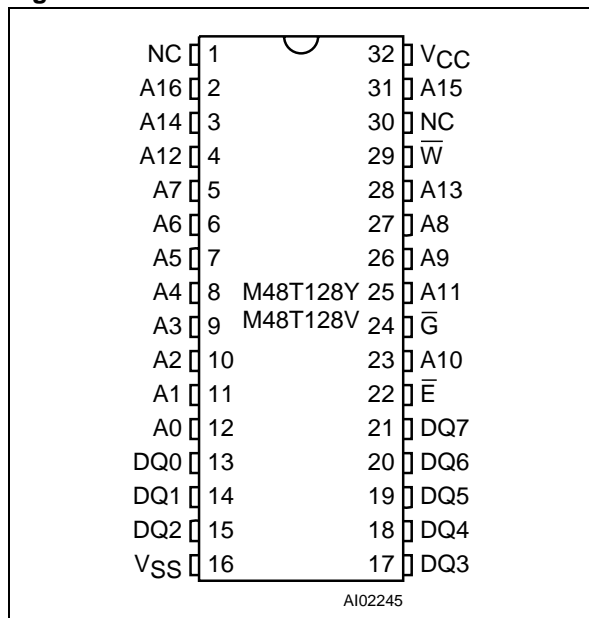 NC 1 32 VCC
A16 2 31 A15
A14 3 30 NC
A12 4 29 W̅
A7 5 28 A13
A6 6 27 A8
A5 7 26 A9
A4 8 M48T128Y 25 A11
A3 9 M48T128V 24 G̅
A2 10 23 A10
A1 11 22 E̅
A0 12 21 DQ7
DQ0 13 20 DQ6
DQ1 14 19 DQ5
DQ2 15 18 DQ4
VSS 16 17 DQ3
AI02245